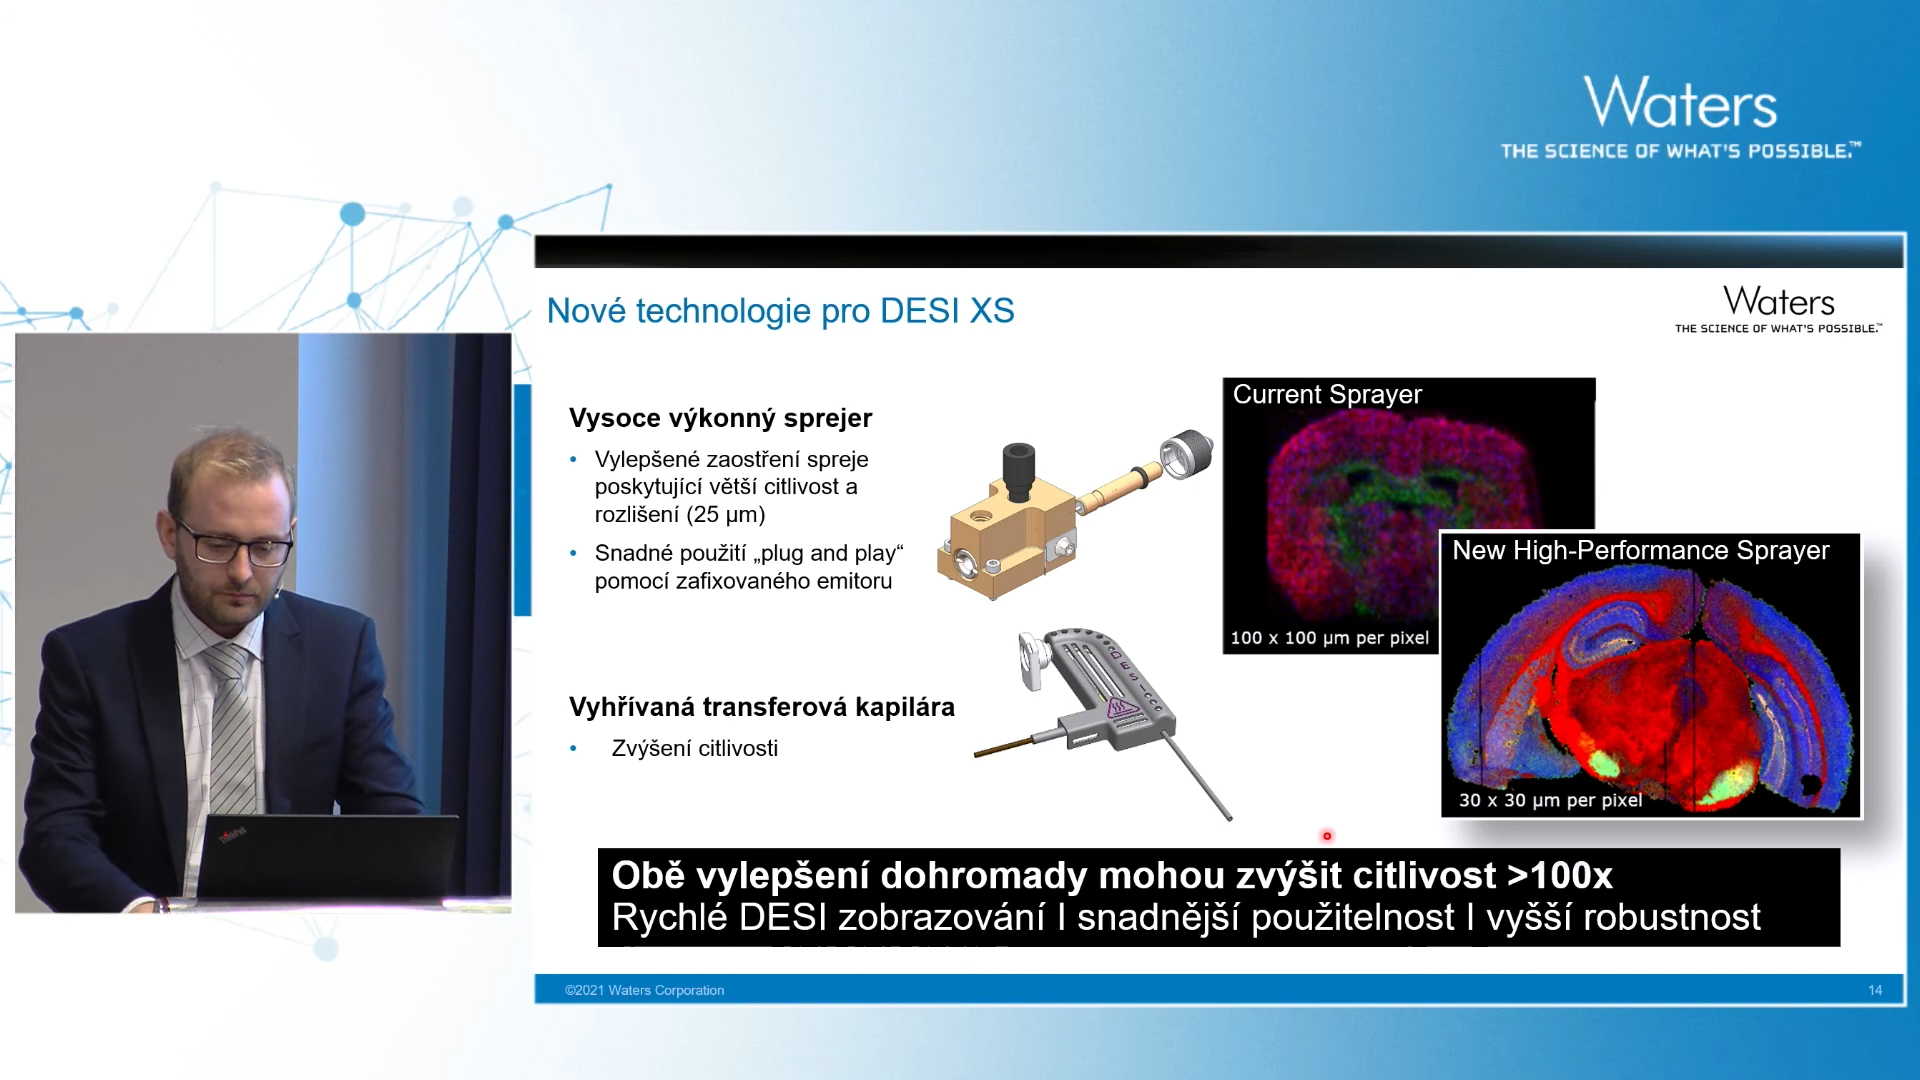 Waters
THE SCIENCE OF WHAT'S POSSIBLE.™
Nové technologie pro DESI XS
Waters
THE SCIENCE OF WHAT'S POSSIBLE.™
Vysoce výkonný sprejer
• Vylepšené zaostření spreje
poskytující větší citlivost a
rozlišení (25 µm)
• Snadné použití „plug and play“
pomocí zafixovaného emitoru
Vyhřívaná transferová kapilára
• Zvýšení citlivosti
Current Sprayer
100 x 100 µm per pixel
New High-Performance Sprayer
30 x 30 µm per pixel
Obě vylepšení dohromady mohou zvýšit citlivost >100x
Rychlé DESI zobrazování I snadnější použitelnost I vyšší robustnost
©2021 Waters Corporation
14
ThinkPad